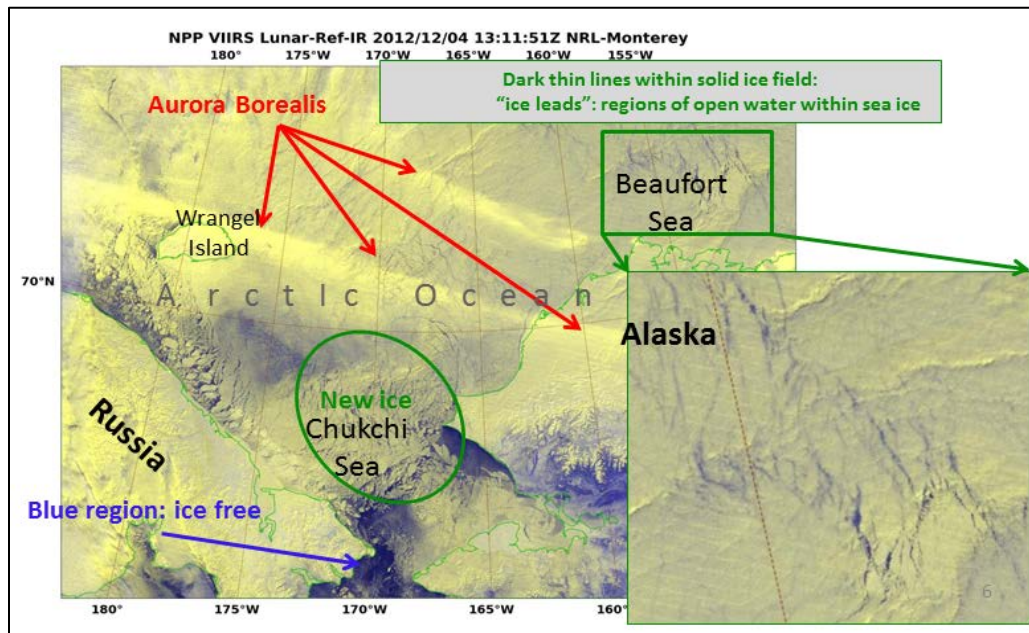 NPP VIIRS Lunar-Ref-IR 2012/12/04 13:11:51Z NRL-Monterey
180° 175°W 170°W 165°W 160°W 155°W
Dark thin lines within solid ice field:
"ice leads": regions of open water within sea ice
Aurora Borealis
Beaufort
Sea
Wrangel
Island
70°N
Arctic Ocean
Alaska
New ice
Chukchi
Sea
Russia
Blue region: ice free
6
180° 175°W 170°W 165°W 160°